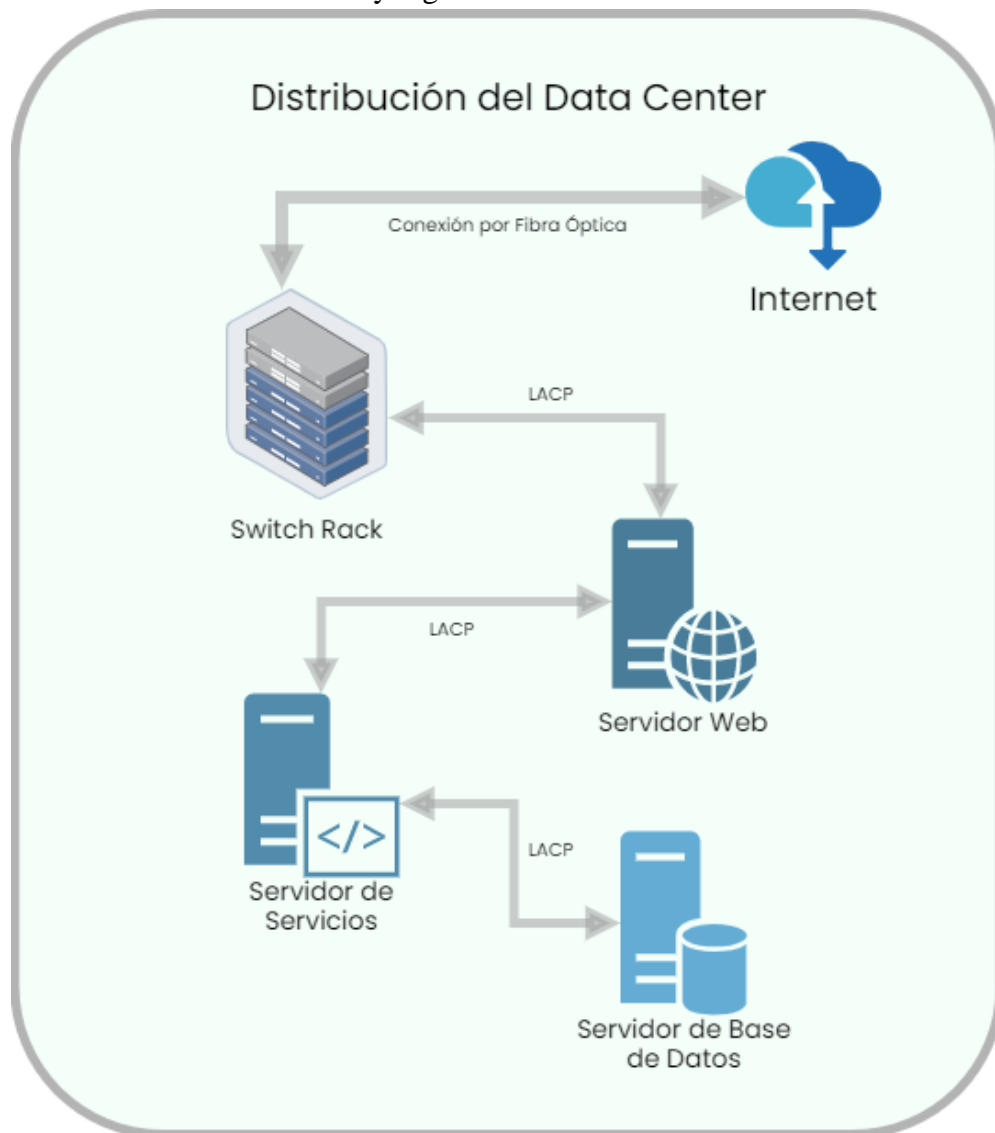 Distribución del Data Center
Conexión por Fibra Óptica
Internet
LACP
Switch Rack
LACP
Servidor Web
</>
LACP
Servidor de
Servicios
Servidor de Base
de Datos